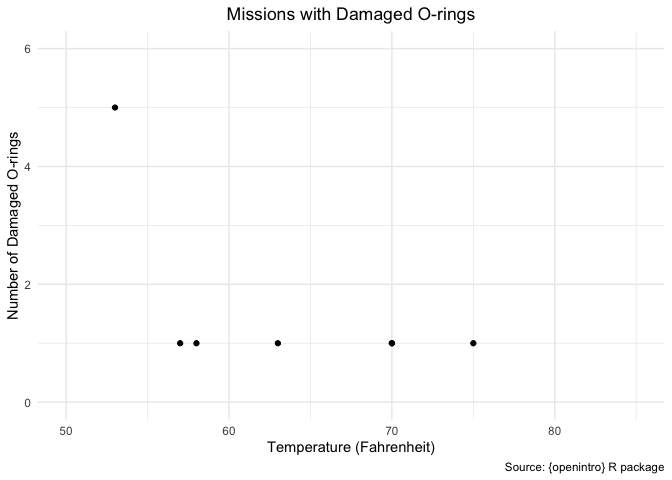 Missions with Damaged O-rings
6
4
2
0
Number of Damaged O-rings
50 60 70 80
Temperature (Fahrenheit)
Source: {openintro} R package